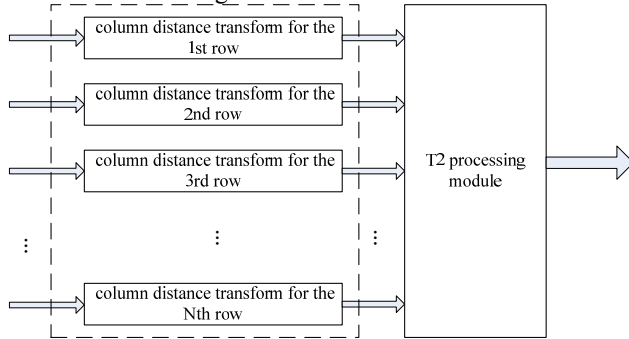 column distance transform for the
1st row
column distance transform for the
2nd row
column distance transform for the
3rd row
T2 processing
module
...
...
...
column distance transform for the
Nth row